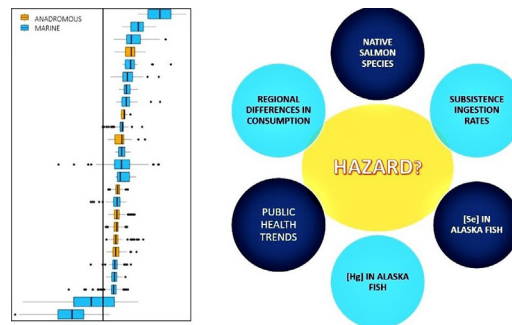 ANADROMOUS
MARINE
NATIVE
SALMON
SPECIES
REGIONAL
DIFFERENCES IN
CONSUMPTION
SUBSISTENCE
INGESTION
RATES
HAZARD?
PUBLIC
HEALTH
TRENDS
[Se] IN
ALASKA FISH
[Hg] IN ALASKA
FISH